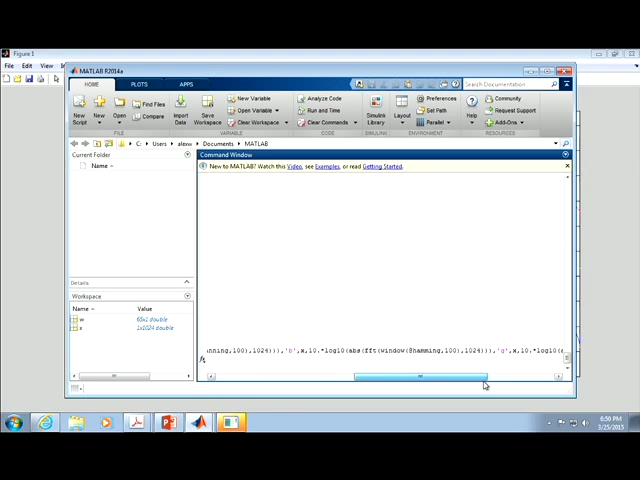 Figure 1
File Edit View In
MATLAB R2014a
HOME PLOTS APPS
Search Documentation
New Script
New
Open
Find Files
Compare
Import Data
Save Workspace
New Variable
Open Variable
Clear Workspace
Analyze Code
Run and Time
Clear Commands
Simulink Library
Layout
Preferences
Set Path
Parallel
Help
Community
Request Support
Add-Ons
FILE VARIABLE CODE SIMULINK ENVIRONMENT RESOURCES
C: Users alexw Documents MATLAB
Current Folder
Command Window
Name
New to MATLAB? Watch this Video, see Examples, or read Getting Started.
Details
Workspace
Name Value
w 65x1 double
x 1x1024 double
nning,100),1024))),'b',x,10.*log10(abs(fft(window(@hamming,100),1024))),'g',x,10.*log10(a
fx
6:50 PM
3/25/2015